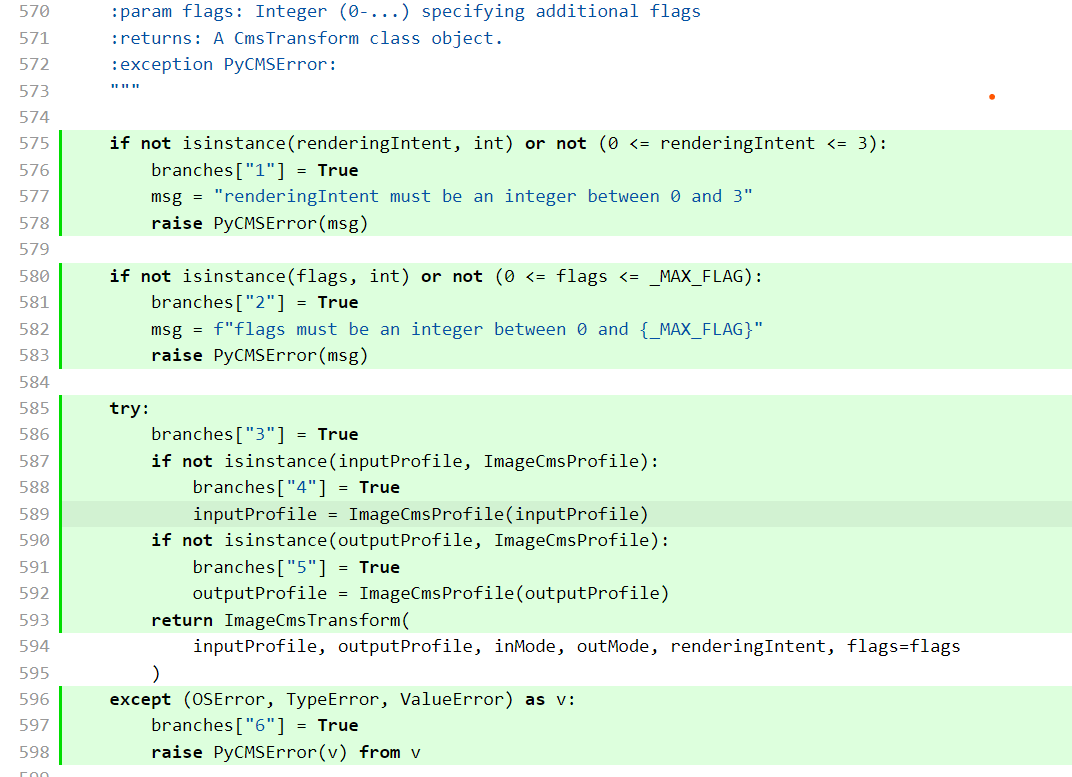 570 :param flags: Integer (0-...) specifying additional flags
571 :returns: A CmsTransform class object.
572 :exception PyCMSError:
573 """
574
575 if not isinstance(renderingIntent, int) or not (0 <= renderingIntent <= 3):
576 branches["1"] = True
577 msg = "renderingIntent must be an integer between 0 and 3"
578 raise PyCMSError(msg)
579
580 if not isinstance(flags, int) or not (0 <= flags <= _MAX_FLAG):
581 branches["2"] = True
582 msg = f"flags must be an integer between 0 and {_MAX_FLAG}"
583 raise PyCMSError(msg)
584
585 try:
586 branches["3"] = True
587 if not isinstance(inputProfile, ImageCmsProfile):
588 branches["4"] = True
589 inputProfile = ImageCmsProfile(inputProfile)
590 if not isinstance(outputProfile, ImageCmsProfile):
591 branches["5"] = True
592 outputProfile = ImageCmsProfile(outputProfile)
593 return ImageCmsTransform(
594 inputProfile, outputProfile, inMode, outMode, renderingIntent, flags=flags
595 )
596 except (OSError, TypeError, ValueError) as v:
597 branches["6"] = True
598 raise PyCMSError(v) from v